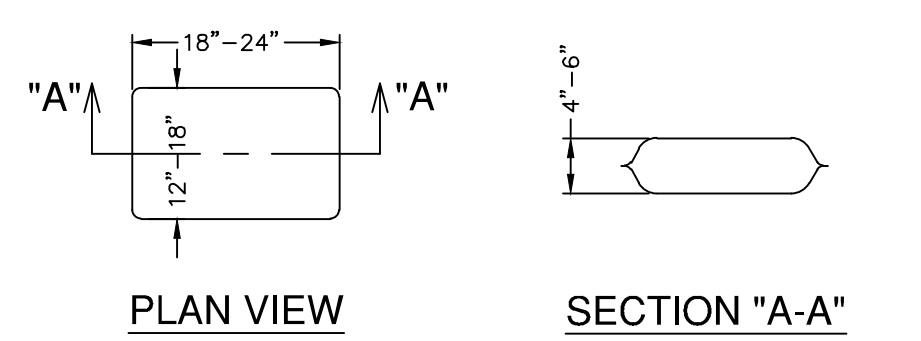 18”-24”
"A" "A"
12”-18”
4”-6”
PLAN VIEW
SECTION "A-A"